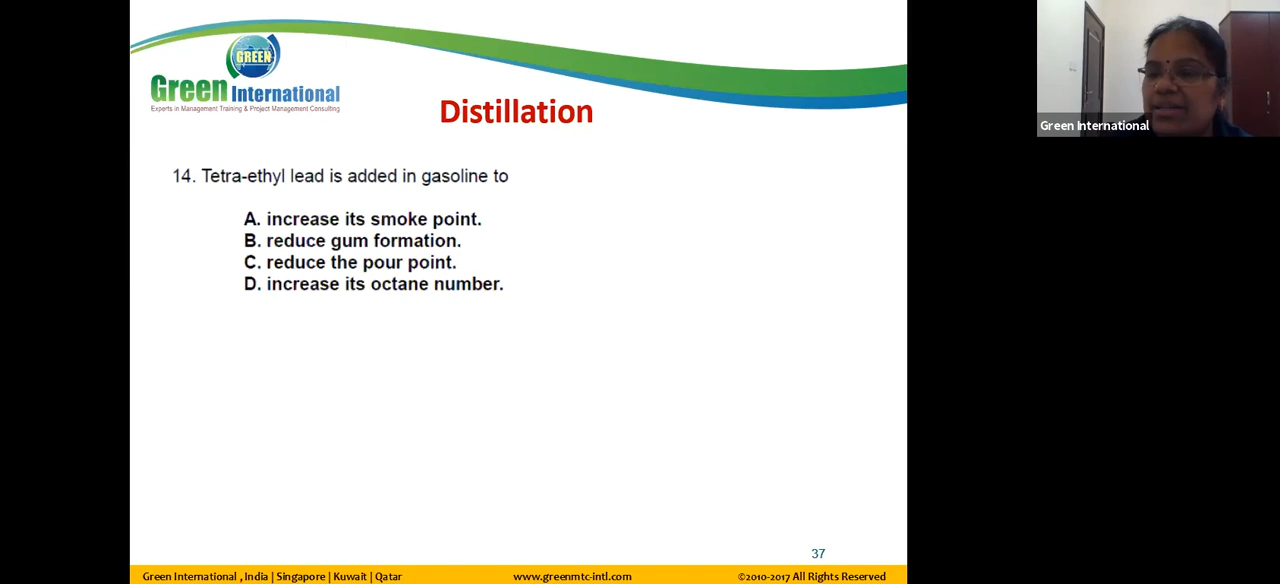 GREEN
Green International
Experts in Management Training & Project Management Consulting
Distillation
Green International
14. Tetra-ethyl lead is added in gasoline to
A. increase its smoke point.
B. reduce gum formation.
C. reduce the pour point.
D. increase its octane number.
37
Green International , India | Singapore | Kuwait | Qatar
www.greenmtc-intl.com
©2010-2017 All Rights Reserved